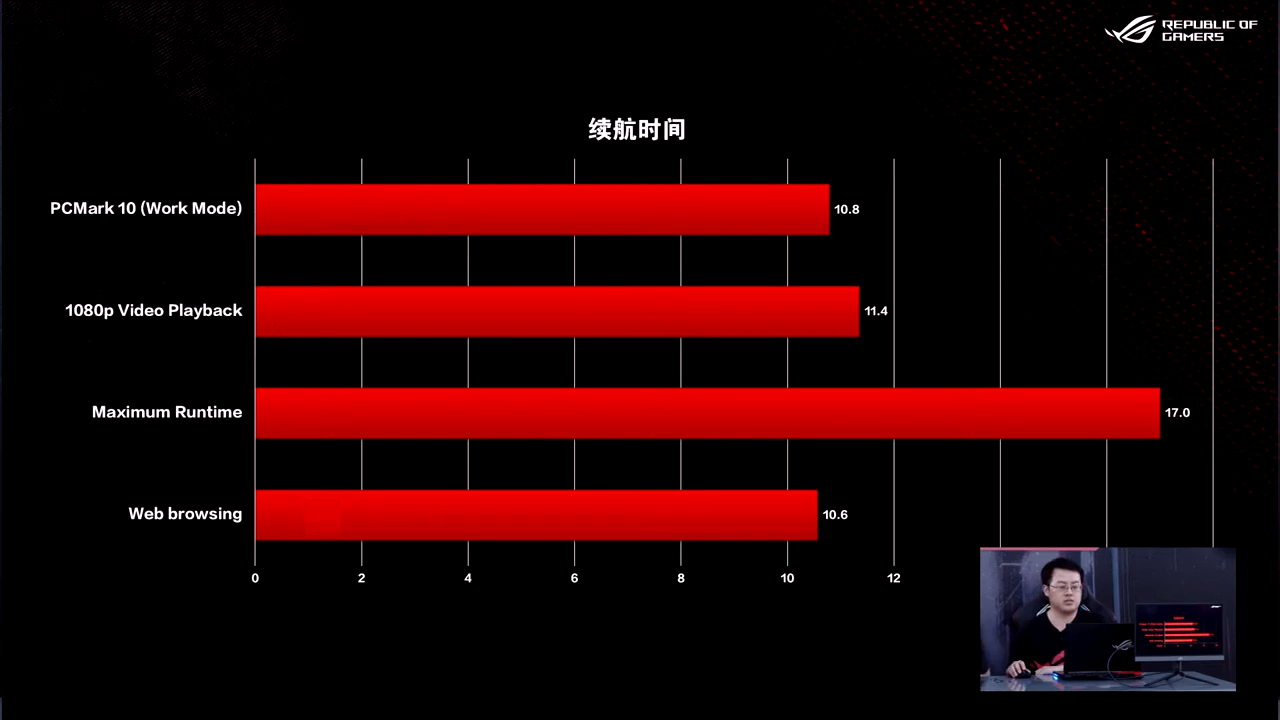 REPUBLIC OF
GAMERS
续航时间
PCMark 10 (Work Mode)
10.8
1080p Video Playback
11.4
Maximum Runtime
17.0
Web browsing
10.6
0 2 4 6 8 10 12